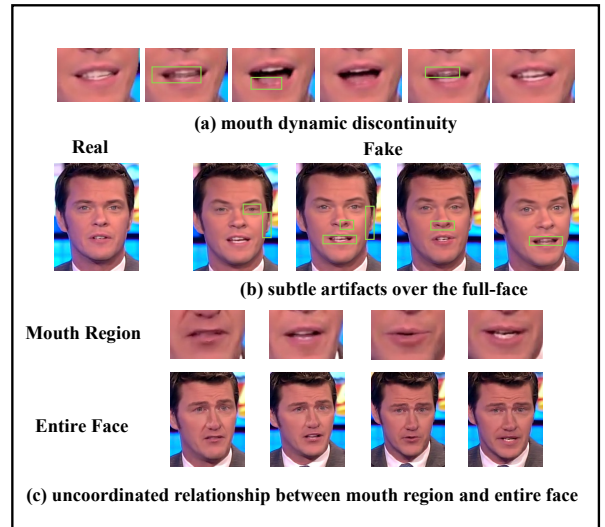 (a) mouth dynamic discontinuity
Real
Fake
(b) subtle artifacts over the full-face
Mouth Region
Entire Face
(c) uncoordinated relationship between mouth region and entire face